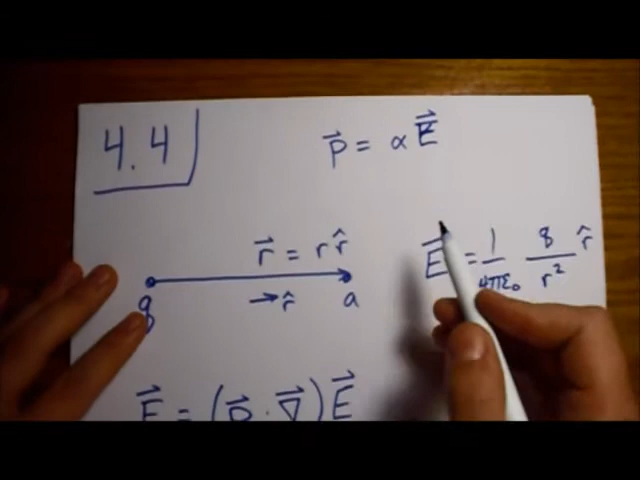 4.4
p⃗ = α E⃗
r⃗ = r r̂
E⃗ = 1/4πε₀ q/r² r̂
q → r̂ a
F⃗ = (p⃗ · ∇⃗) E⃗